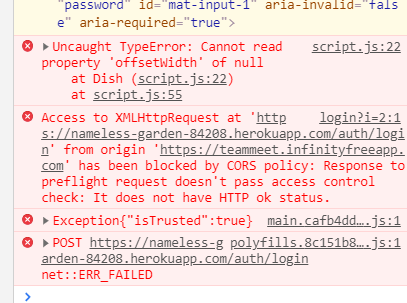 "password" id="mat-input-1" aria-invalid="fals
e" aria-required="true">
Uncaught TypeError: Cannot read script.js:22
property 'offsetWidth' of null
at Dish (script.js:22)
at script.js:55
Access to XMLHttpRequest at 'http login?i=2:1
s://nameless-garden-84208.herokuapp.com/auth/logi
n' from origin 'https://teammeet.infinityfreeapp.
com' has been blocked by CORS policy: Response to
preflight request doesn't pass access control
check: It does not have HTTP ok status.
Exception{"isTrusted":true} main.cafb4dd….js:1
POST https://nameless-g polyfills.8c151b8….js:1
arden-84208.herokuapp.com/auth/login
net::ERR_FAILED